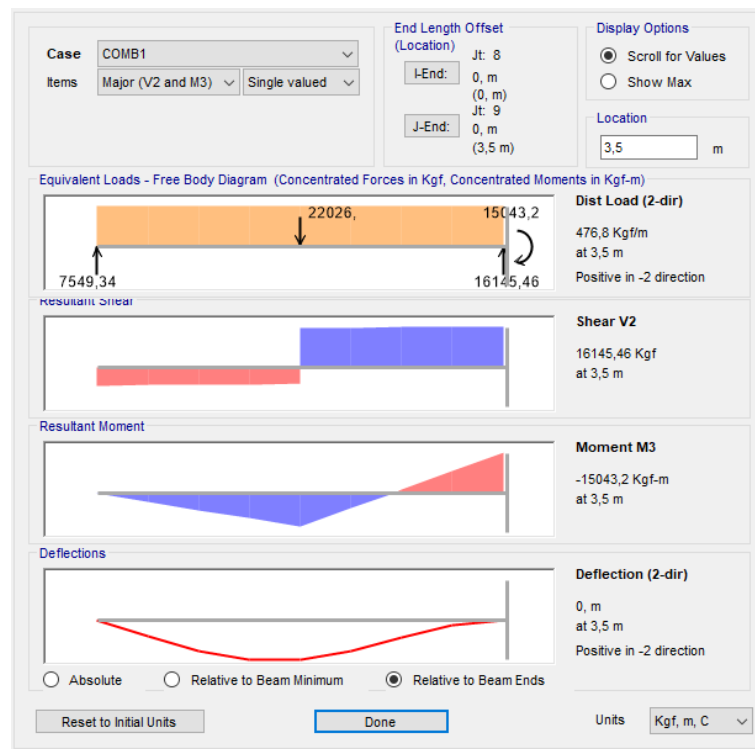 Case
COMB1
Items
Major (V2 and M3)
Single valued
End Length Offset
(Location)
Jt: 8
I-End:
0, m
(0, m)
Jt: 9
J-End:
0, m
(3,5 m)
Display Options
Scroll for Values
Show Max
Location
3,5
m
Equivalent Loads - Free Body Diagram (Concentrated Forces in Kgf, Concentrated Moments in Kgf-m)
22026,
15043,2
7549,34
16145,46
Dist Load (2-dir)
476,8 Kgf/m
at 3,5 m
Positive in -2 direction
Resultant Shear
Shear V2
16145,46 Kgf
at 3,5 m
Resultant Moment
Moment M3
-15043,2 Kgf-m
at 3,5 m
Deflections
Deflection (2-dir)
0, m
at 3,5 m
Positive in -2 direction
Absolute
Relative to Beam Minimum
Relative to Beam Ends
Reset to Initial Units
Done
Units
Kgf, m, C